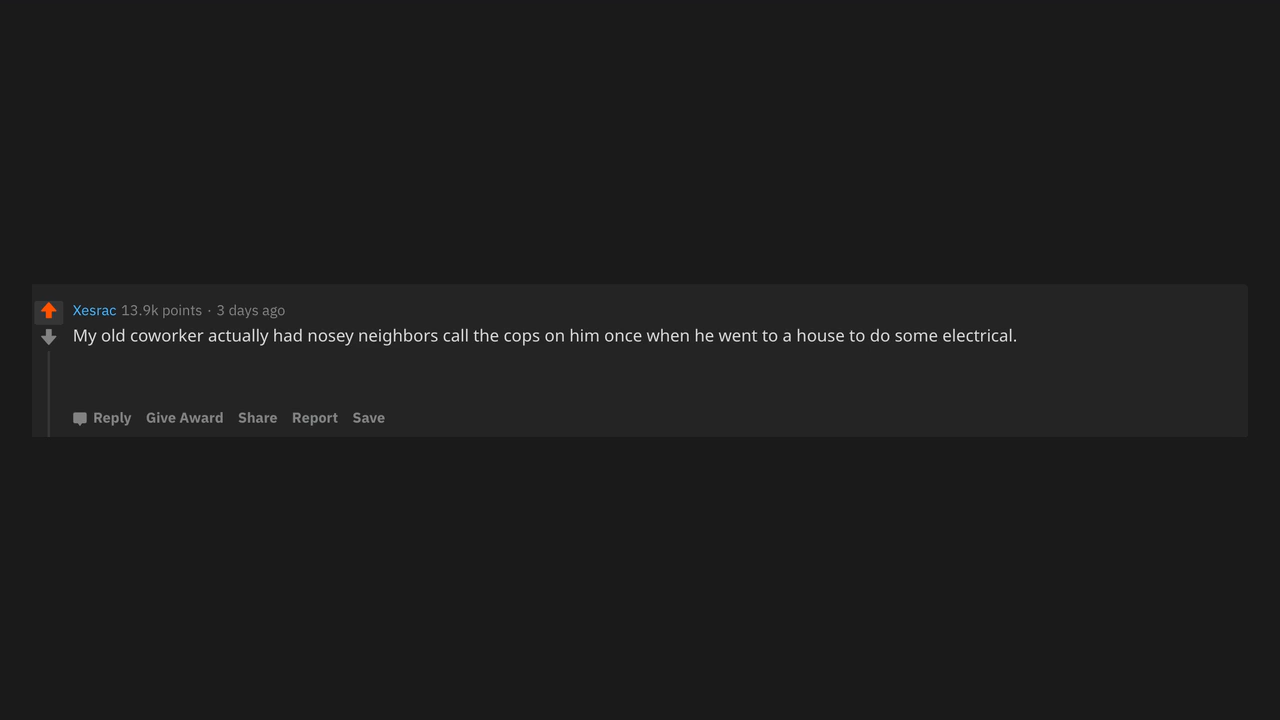 Xesrac 13.9k points · 3 days ago
My old coworker actually had nosey neighbors call the cops on him once when he went to a house to do some electrical.
Reply Give Award Share Report Save